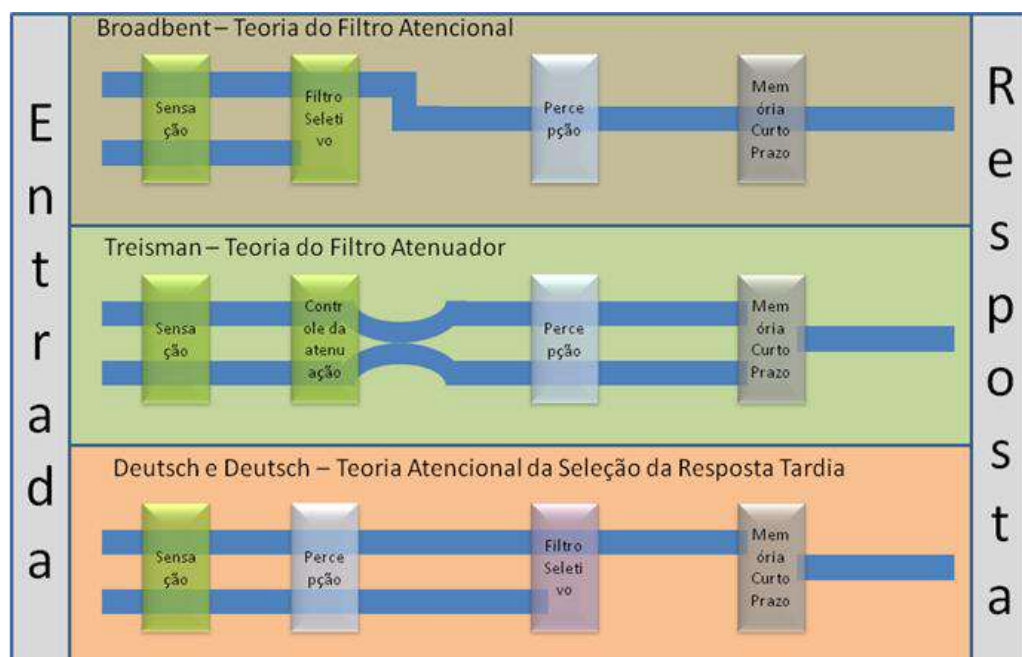 Entrada
Broadbent – Teoria do Filtro Atencional
Sensa
ção
Filtro
Seleti
vo
Perce
pção
Mem
ória
Curto
Prazo
Treisman – Teoria do Filtro Atenuador
Sensa
ção
Contr
ole da
atenu
ação
Perce
pção
Mem
ória
Curto
Prazo
Deutsch e Deutsch – Teoria Atencional da Seleção da Resposta Tardia
Sensa
ção
Perce
pção
Filtro
Seleti
vo
Mem
ória
Curto
Prazo
Resposta